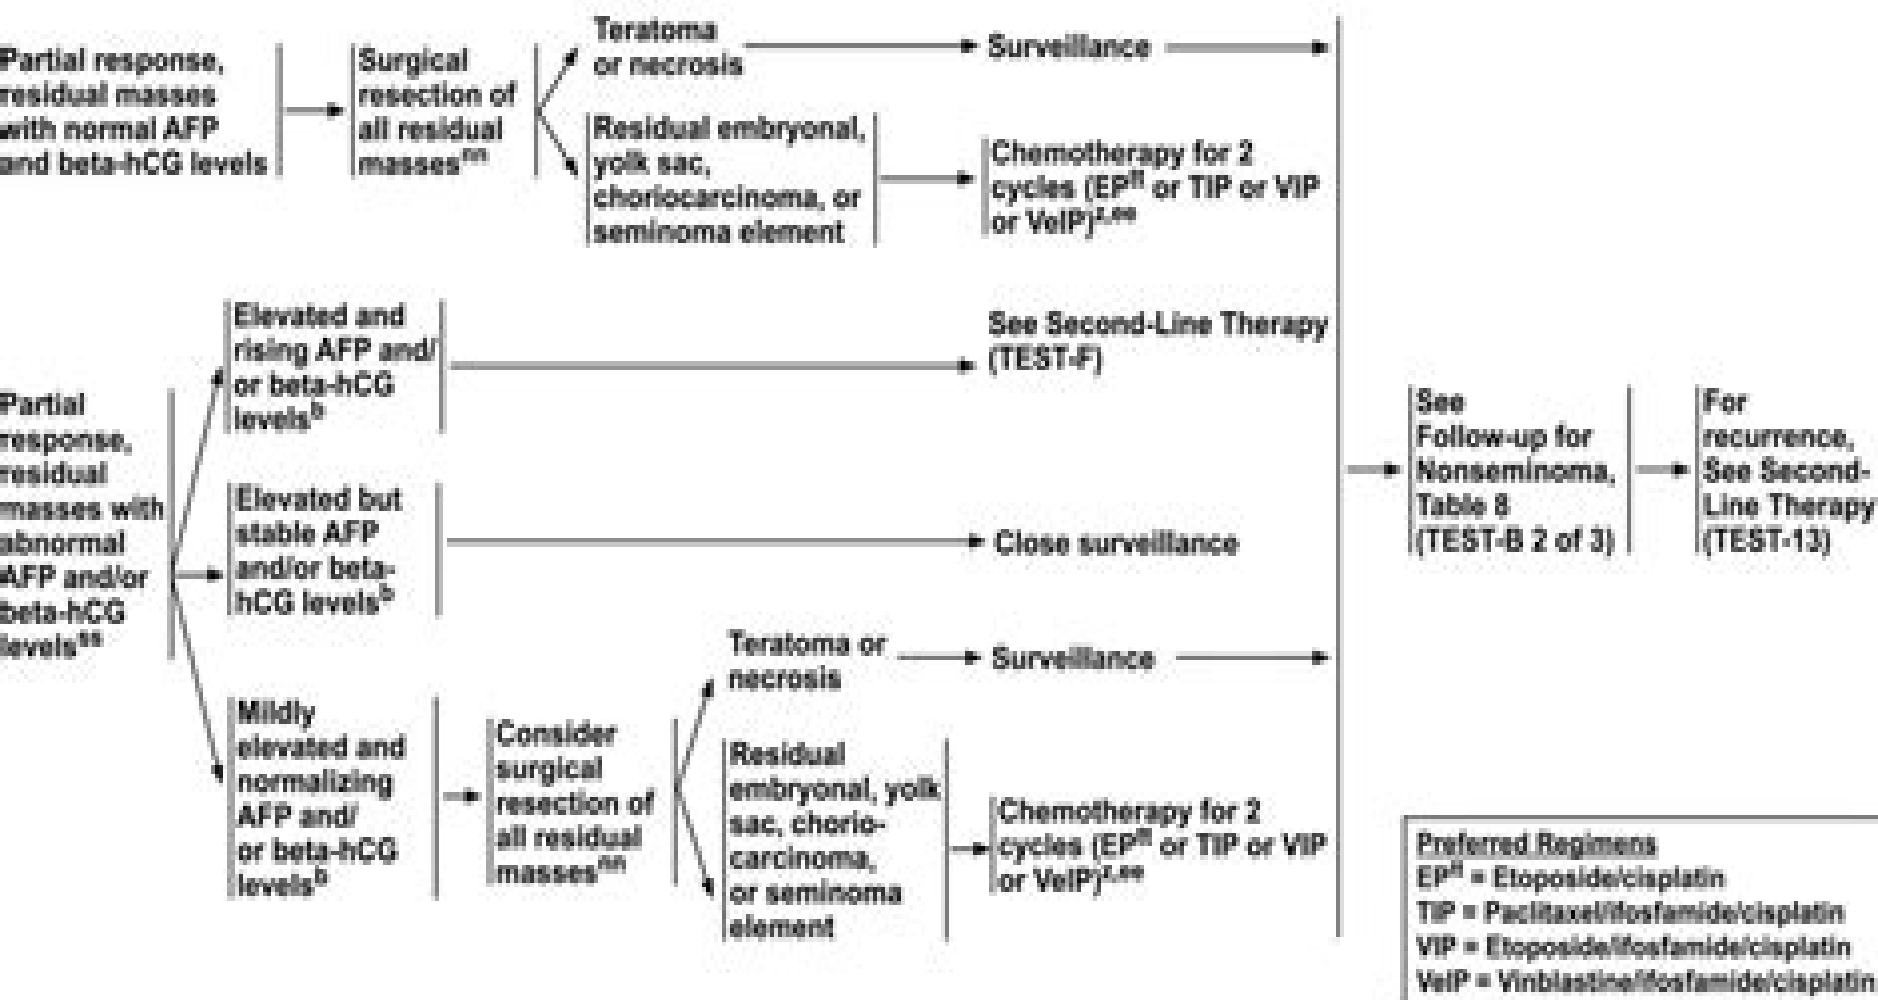 Partial response,
residual masses
with normal AFP
and beta-hCG levels
Surgical
resection of
all residual
masses^nn
Teratoma
or necrosis
Surveillance
Residual embryonal,
yolk sac,
choriocarcinoma, or
seminoma element
Chemotherapy for 2
cycles (EP^ff or TIP or VIP
or VeIP)^z,ee
Partial
response,
residual
masses with
abnormal
AFP and/or
beta-hCG
levels^ss
Elevated and
rising AFP and/
or beta-hCG
levels^b
See Second-Line Therapy
(TEST-F)
Elevated but
stable AFP
and/or beta-
hCG levels^b
Close surveillance
Mildly
elevated and
normalizing
AFP and/
or beta-hCG
levels^b
Consider
surgical
resection of
all residual
masses^nn
Teratoma or
necrosis
Surveillance
Residual
embryonal, yolk
sac, chorio-
carcinoma,
or seminoma
element
Chemotherapy for 2
cycles (EP^ff or TIP or VIP
or VeIP)^z,ee
See
Follow-up for
Nonseminoma,
Table 8
(TEST-B 2 of 3)
For
recurrence,
See Second-
Line Therapy
(TEST-13)
Preferred Regimens
EP^ff = Etoposide/cisplatin
TIP = Paclitaxel/ifosfamide/cisplatin
VIP = Etoposide/ifosfamide/cisplatin
VeIP = Vinblastine/ifosfamide/cisplatin